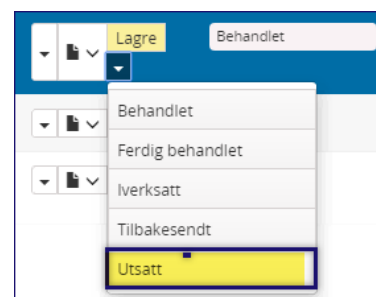 Lagre Behandlet
Behandlet
Ferdig behandlet
Iverksatt
Tilbakesendt
Utsatt